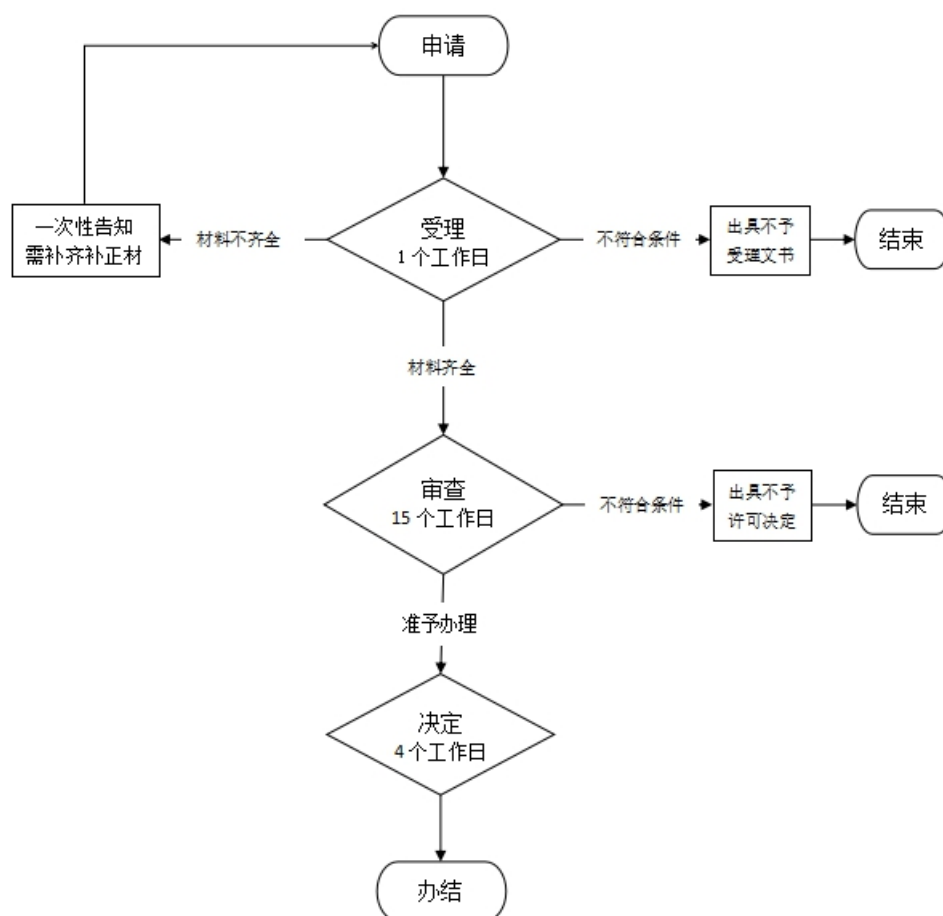 申请
一次性告知
需补齐补正材
材料不齐全
受理
1 个工作日
不符合条件
出具不予
受理文书
结束
材料齐全
审查
15 个工作日
不符合条件
出具不予
许可决定
结束
准予办理
决定
4 个工作日
办结